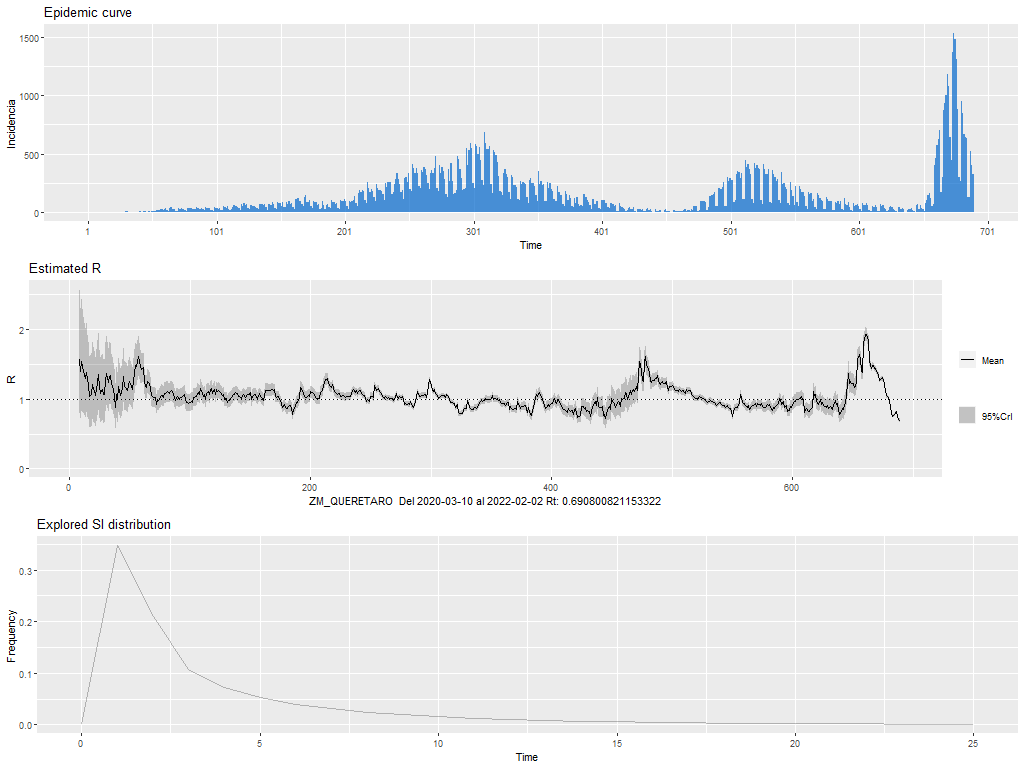 Epidemic curve
1500
1000
500
0
Incidencia
1 101 201 301 401 501 601 701
Time
Estimated R
2
1
0
R
0 200 400 600
ZM_QUERETARO Del 2020-03-10 al 2022-02-02 Rt: 0.690800821153322
Mean
95%CrI
Explored SI distribution
0.3
0.2
0.1
0.0
Frequency
0 5 10 15 20 25
Time